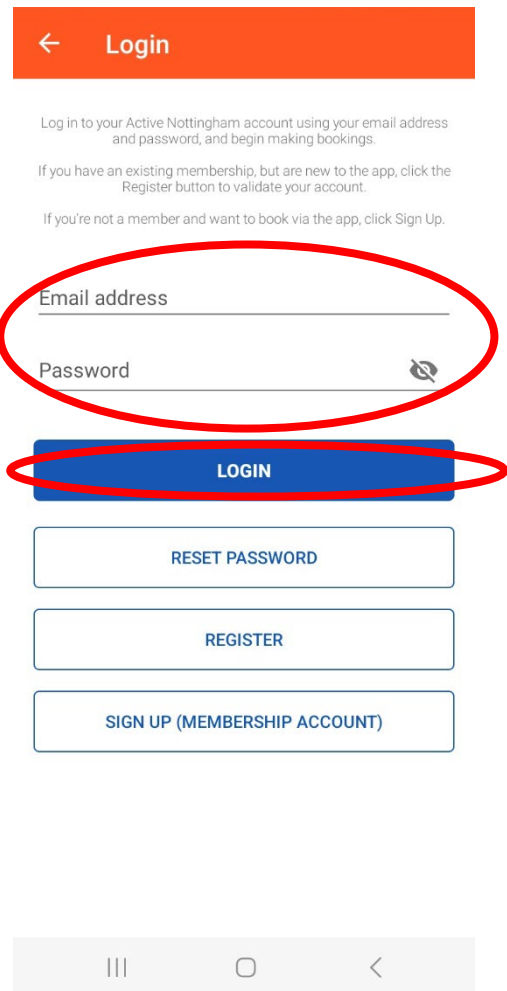 Login
Log in to your Active Nottingham account using your email address
and password, and begin making bookings.
If you have an existing membership, but are new to the app, click the
Register button to validate your account.
If you're not a member and want to book via the app, click Sign Up.
Email address
Password
LOGIN
RESET PASSWORD
REGISTER
SIGN UP (MEMBERSHIP ACCOUNT)